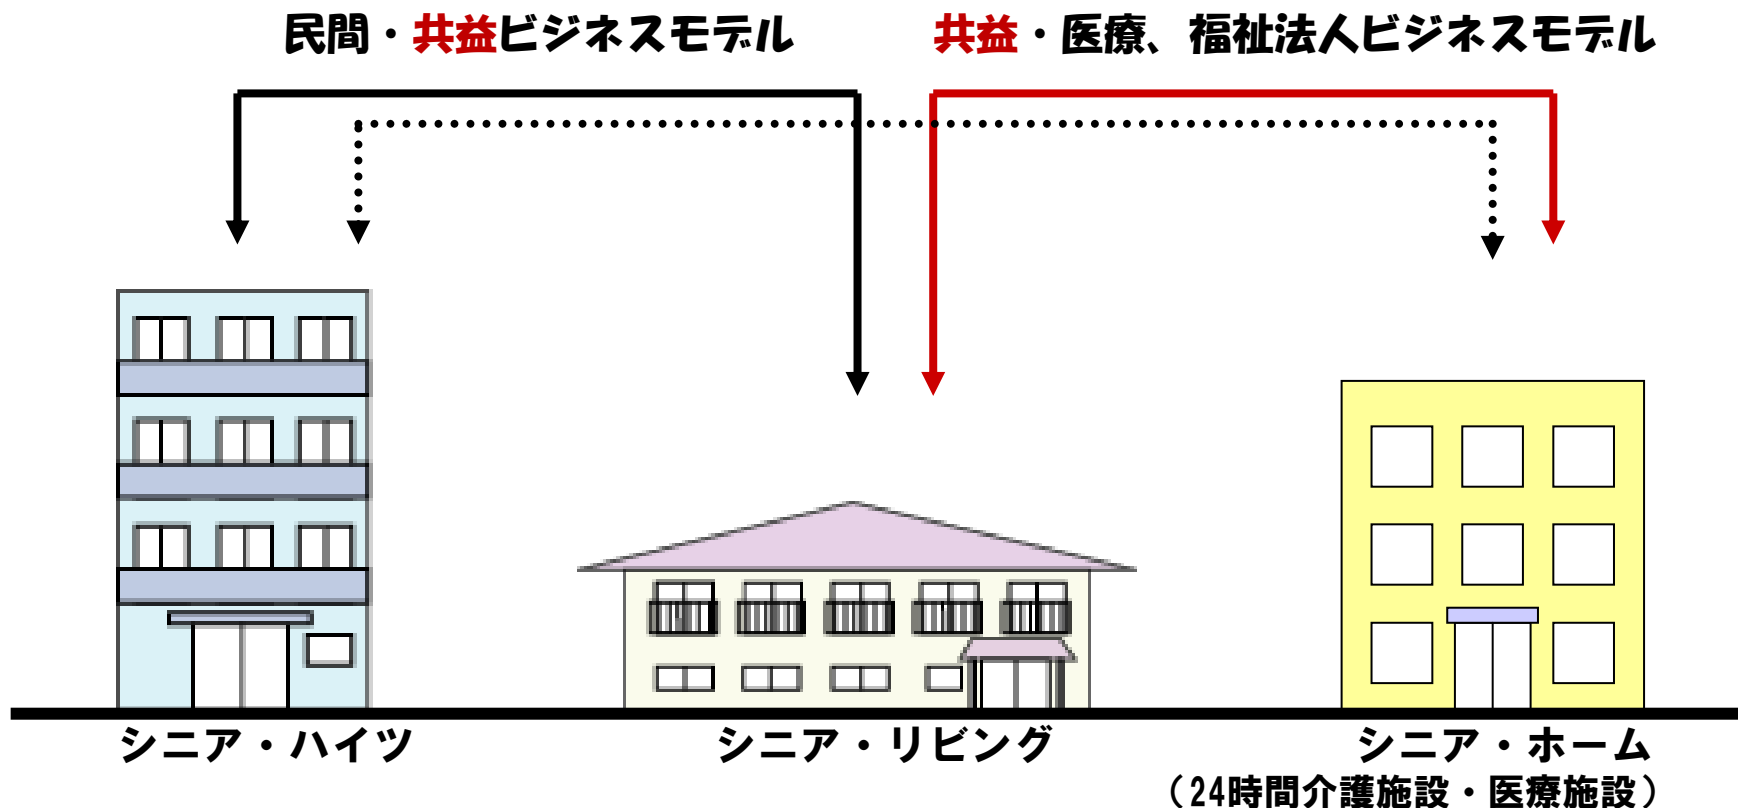 民間・共益ビジネスモデル
共益・医療、福祉法人ビジネスモデル
シニア・ハイツ
シニア・リビング
シニア・ホーム
（24時間介護施設・医療施設）